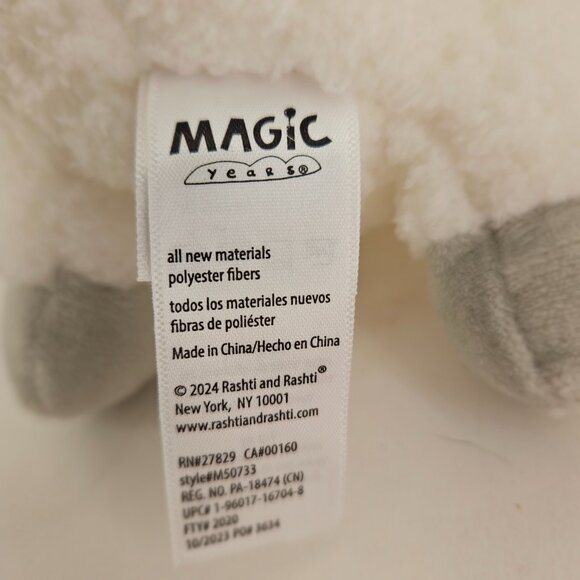 MAGiC
years®
all new materials
polyester fibers
todos los materiales nuevos
fibras de poliéster
Made in China/Hecho en China
© 2024 Rashti and Rashti®
New York, NY 10001
www.rashtiandrashti.com
RN#27829 CA#00160
style#M50733
REG. NO. PA-18474 (CN)
UPC# 1-96017-16704-8
FTY# 2020
10/2023 PO# 3634